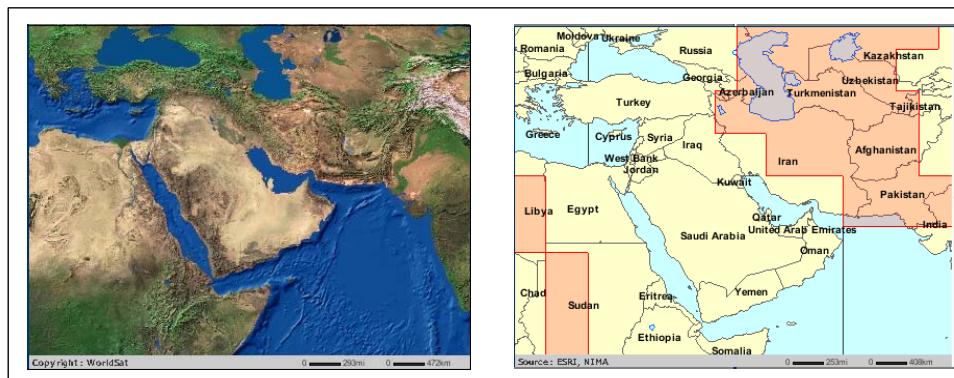 Copyright: WorldSat
0 293mi 0 472km
Moldova Ukraine
Romania
Russia
Kazakhstan
Bulgaria
Georgia
Uzbekistan
Azerbaijan
Turkmenistan
Turkey
Tajikistan
Greece
Cyprus
Syria
Iraq
Afghanistan
West Bank
Jordan
Iran
Kuwait
Pakistan
Libya
Egypt
Qatar
India
United Arab Emirates
Saudi Arabia
Oman
Chad
Sudan
Eritrea
Yemen
Ethiopia
Somalia
Source: ESRI, NIMA
0 253mi 0 408km